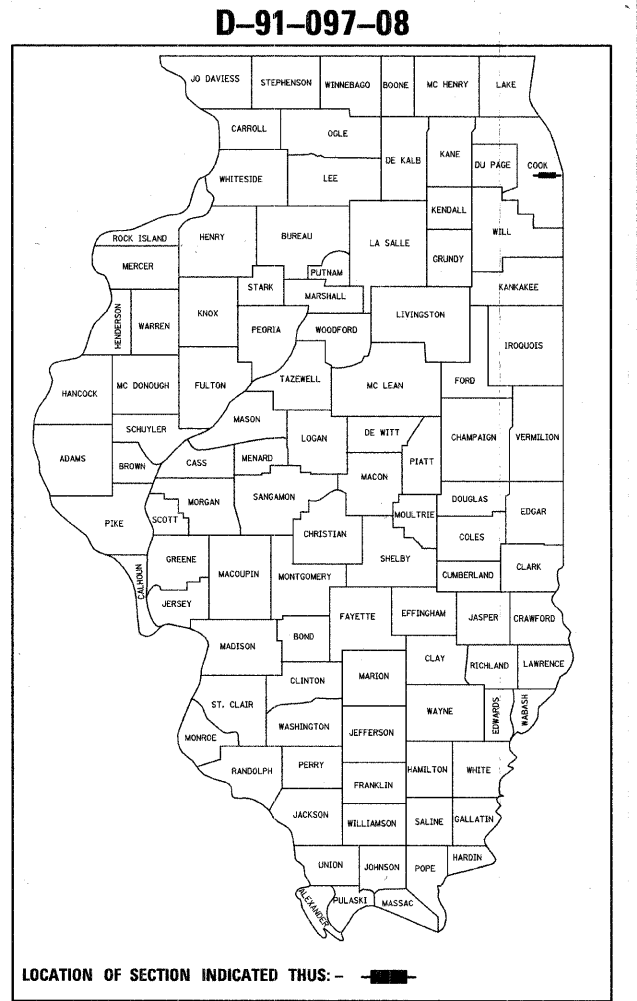 D-91-097-08
JO DAVIESS STEPHENSON WINNEBAGO BOONE MC HENRY LAKE
CARROLL OGLE
DE KALB KANE DU PAGE COOK
WHITESIDE LEE
KENDALL
ROCK ISLAND HENRY BUREAU LA SALLE WILL
MERCER PUTNAM GRUNDY
STARK MARSHALL KANKAKEE
HENDERSON WARREN KNOX PEORIA WOODFORD LIVINGSTON
IROQUOIS
HANCOCK MC DONOUGH FULTON TAZEWELL MC LEAN FORD
SCHUYLER MASON LOGAN DE WITT CHAMPAIGN VERMILION
ADAMS BROWN CASS MENARD PIATT
MACON
PIKE SCOTT MORGAN SANGAMON MOULTRIE DOUGLAS EDGAR
CHRISTIAN COLES
GREENE SHELBY
CALHOUN MACOUPIN MONTGOMERY CUMBERLAND CLARK
JERSEY FAYETTE EFFINGHAM JASPER CRAWFORD
MADISON BOND
CLAY RICHLAND LAWRENCE
CLINTON MARION
ST. CLAIR WAYNE EDWARDS WABASH
WASHINGTON JEFFERSON
MONROE
RANDOLPH PERRY HAMILTON WHITE
FRANKLIN
JACKSON WILLIAMSON SALINE GALLATIN
UNION JOHNSON POPE HARDIN
ALEXANDER PULASKI MASSAC
LOCATION OF SECTION INDICATED THUS: -